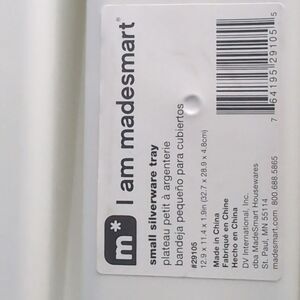 m* I am madesmart®
small silverware tray
plateau petit à argenterie
bandeja pequeño para cubiertos
#29105
12.9 x 11.4 x 1.9in (32.7 x 28.9 x 4.8cm)
Made in China
Fabriqué en Chine
Hecho en China
DV International, Inc.
dba MadeSmart Housewares
St. Paul, MN 55114
madesmart.com 800.688.5865
7 64195 29105 5